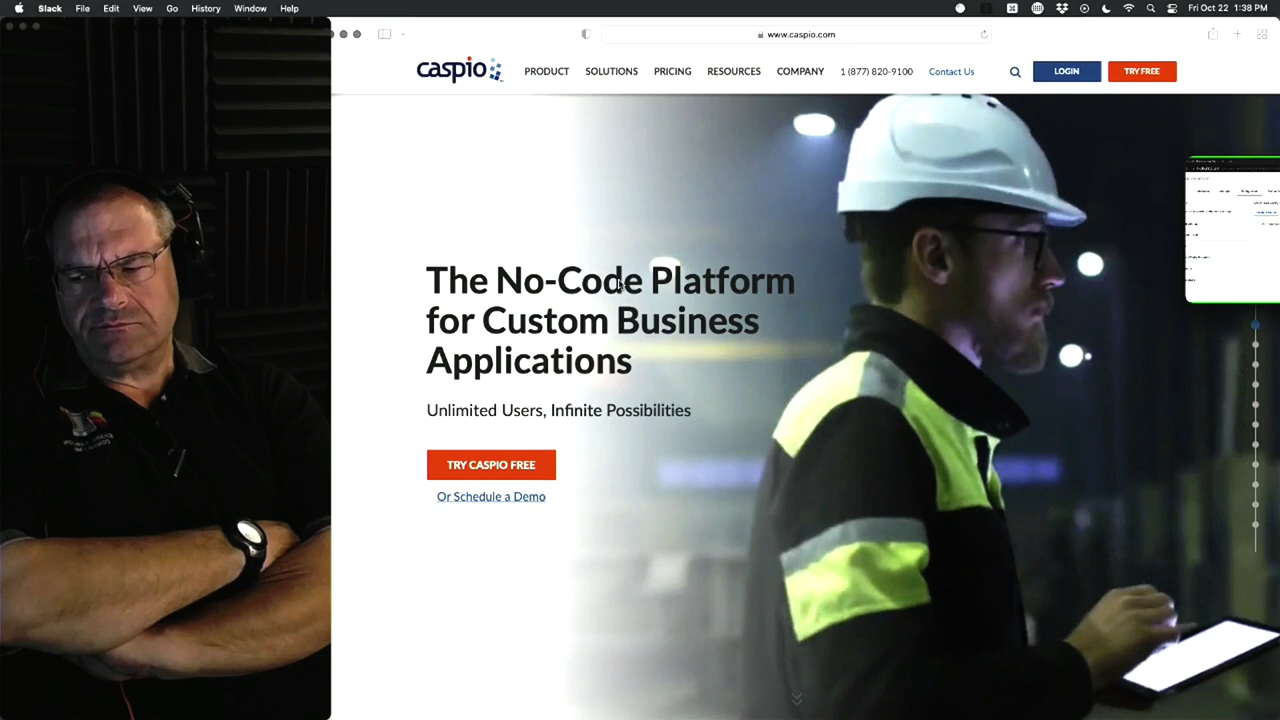 Slack File Edit View Go History Window Help
Fri Oct 22 1:38 PM
www.caspio.com
caspio
PRODUCT SOLUTIONS PRICING RESOURCES COMPANY 1 (877) 820-9100 Contact Us LOGIN TRY FREE
The No-Code Platform
for Custom Business
Applications
Unlimited Users, Infinite Possibilities
TRY CASPIO FREE
Or Schedule a Demo